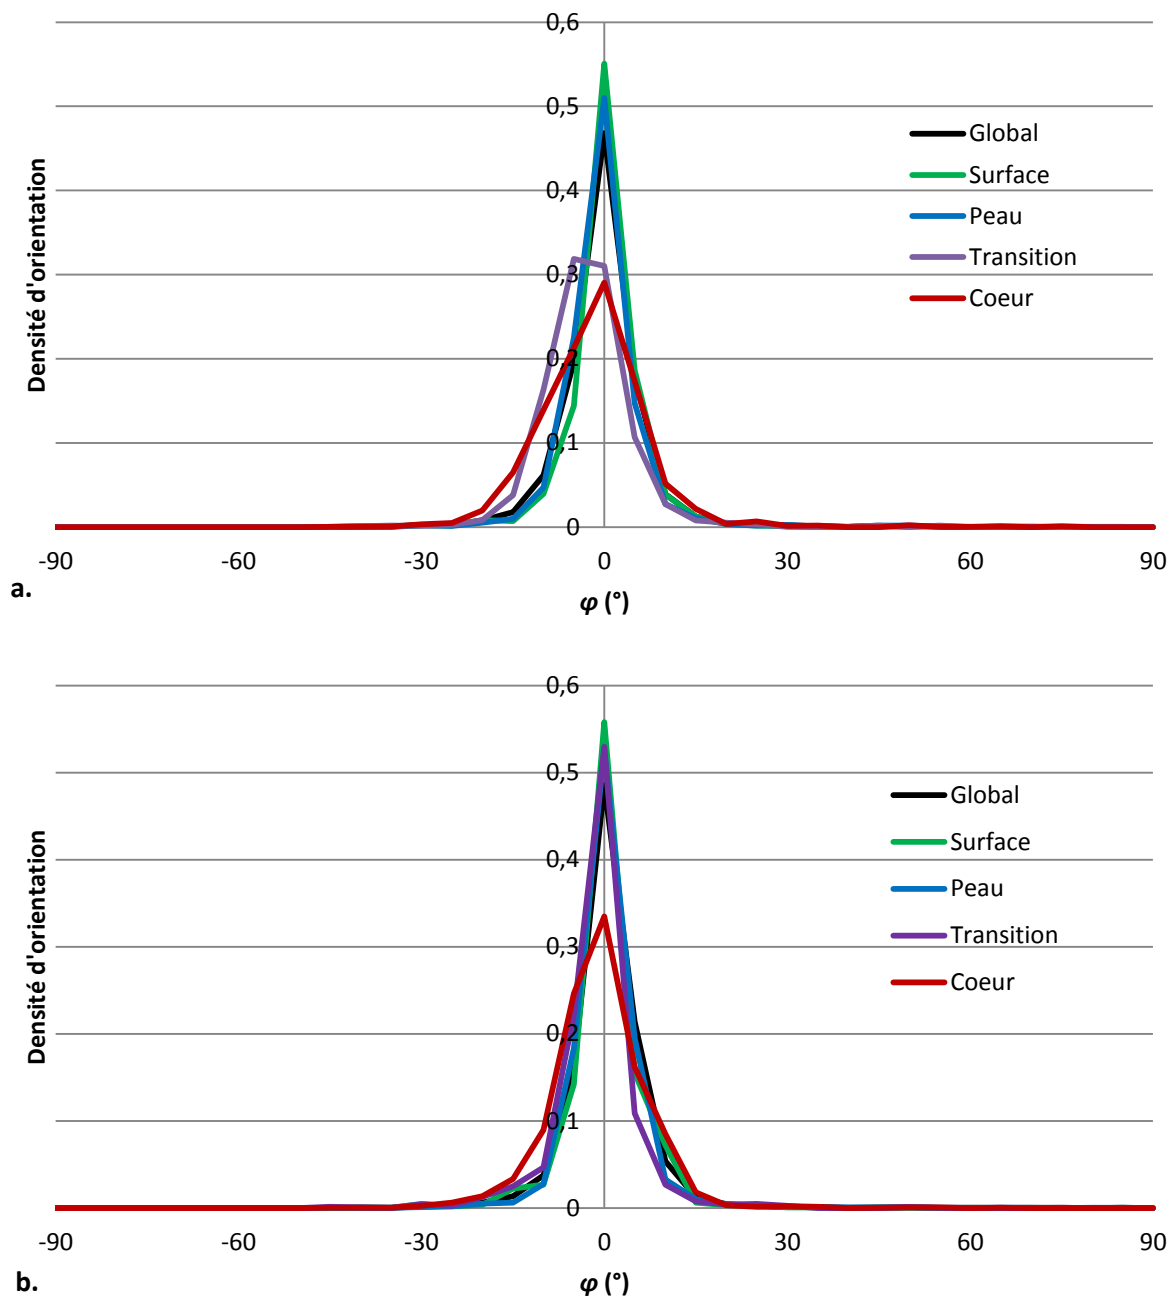 0,6
0,5
0,4
0,3
0,2
0,1
0
Densité d'orientation
Global
Surface
Peau
Transition
Coeur
-90
-60
-30
0
30
60
90
a.
φ (°)
0,6
0,5
0,4
0,3
0,2
0,1
0
Densité d'orientation
Global
Surface
Peau
Transition
Coeur
-90
-60
-30
0
30
60
90
b.
φ (°)